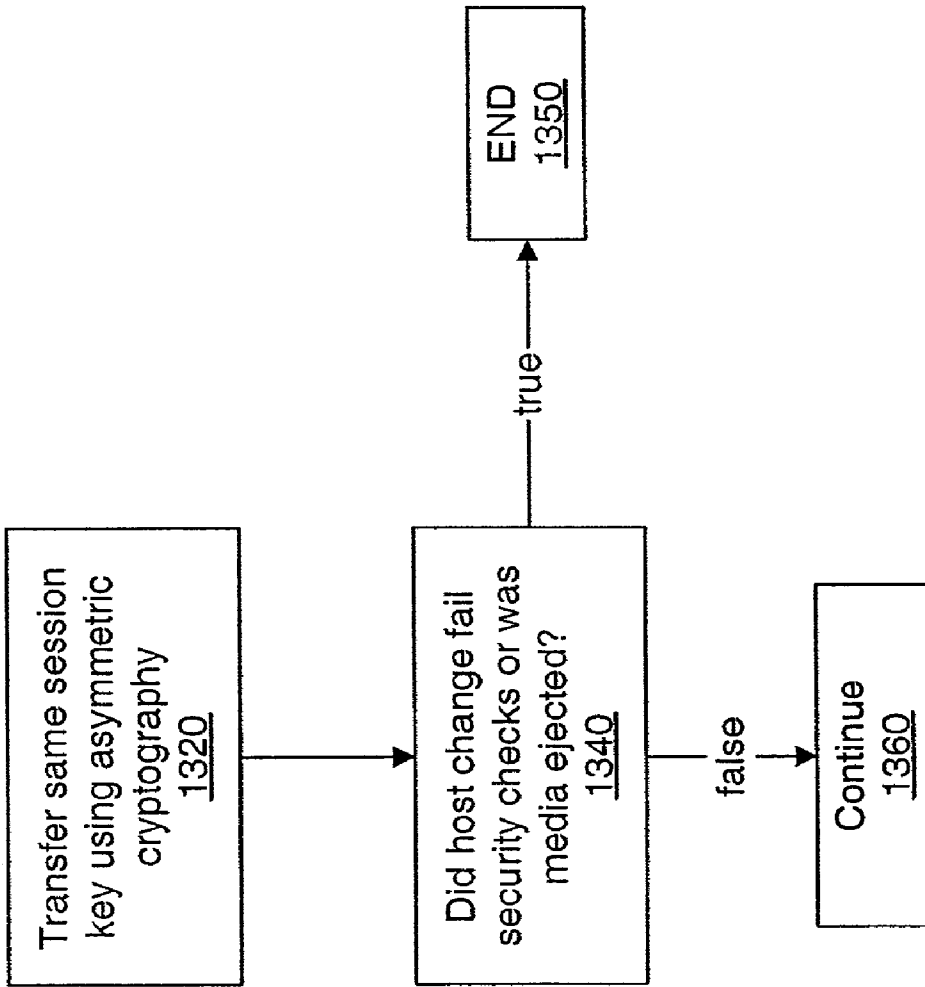 Transfer same session
key using asymmetric
cryptography
1320
Did host change fail
security checks or was
media ejected?
1340
true
END
1350
false
Continue
1360